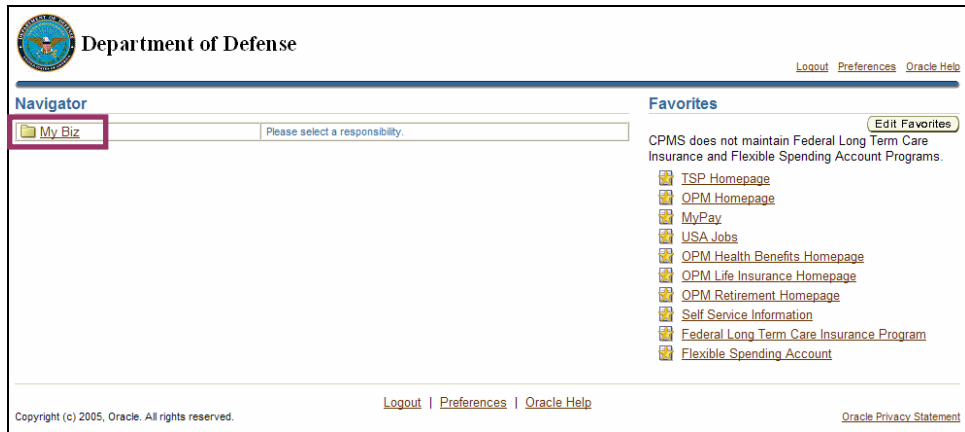 Department of Defense
Logout Preferences Oracle Help
Navigator
My Biz
Please select a responsibility.
Favorites
Edit Favorites
CPMS does not maintain Federal Long Term Care
Insurance and Flexible Spending Account Programs.
TSP Homepage
OPM Homepage
MyPay
USA Jobs
OPM Health Benefits Homepage
OPM Life Insurance Homepage
OPM Retirement Homepage
Self Service Information
Federal Long Term Care Insurance Program
Flexible Spending Account
Logout | Preferences | Oracle Help
Copyright (c) 2005, Oracle. All rights reserved.
Oracle Privacy Statement